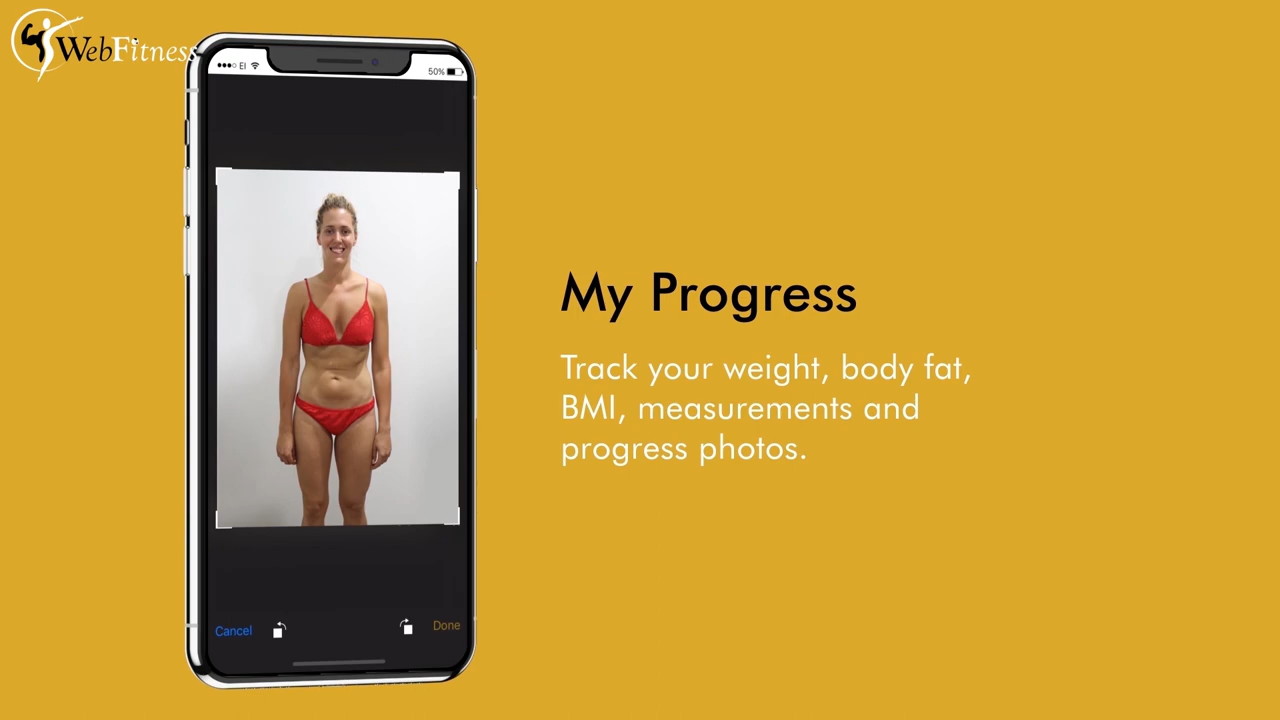 WebFitness
EI
50%
My Progress
Track your weight, body fat,
BMI, measurements and
progress photos.
Cancel
Done